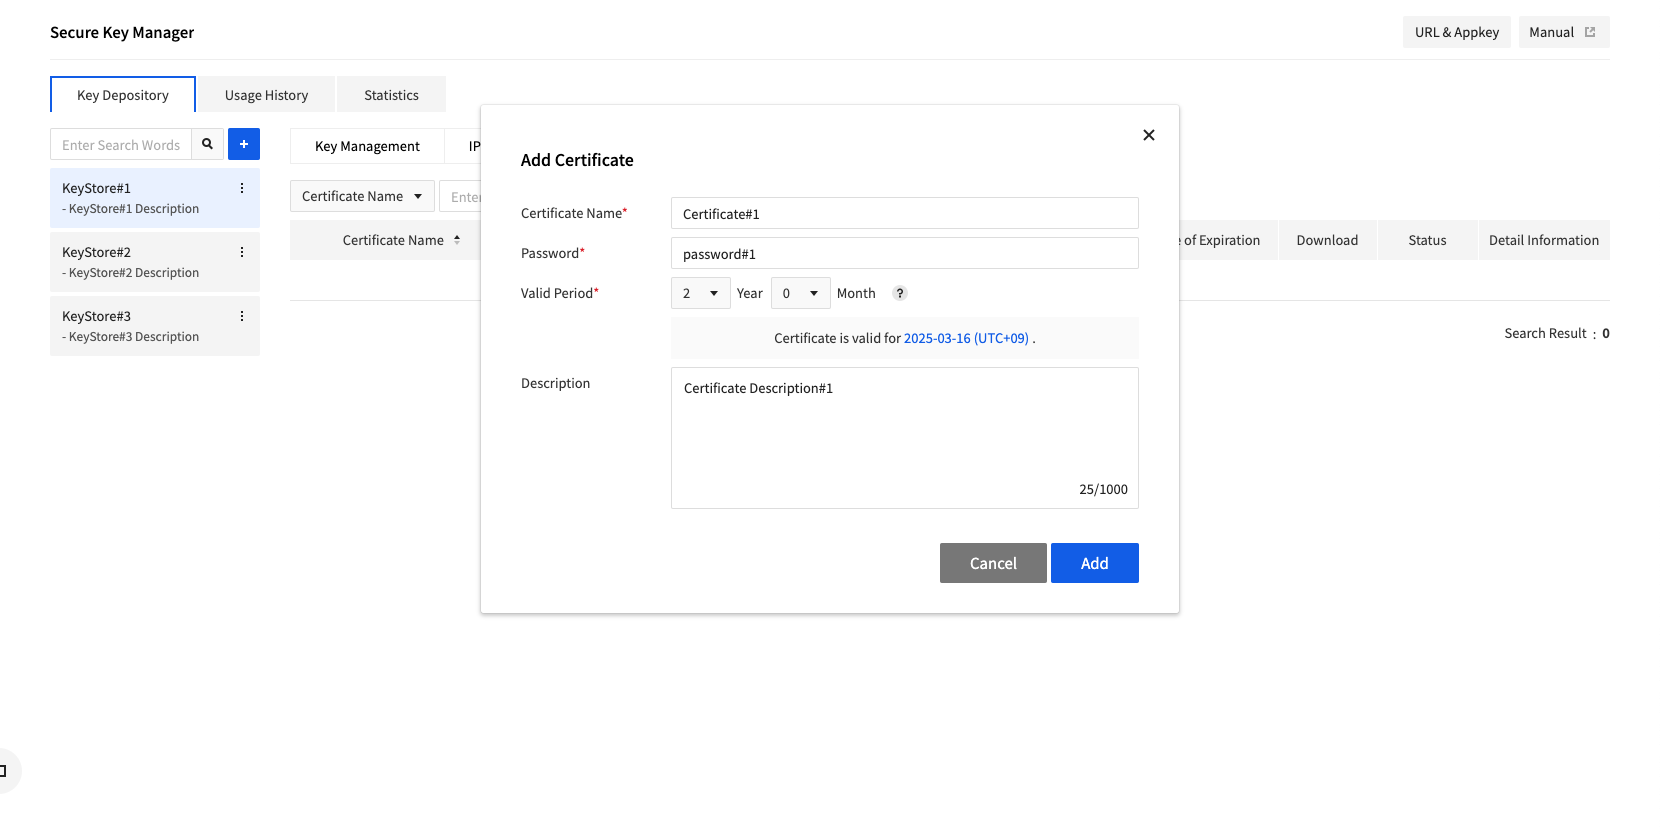 Secure Key Manager
URL & Appkey
Manual
Key Depository
Usage History
Statistics
Enter Search Words
+
KeyStore#1
- KeyStore#1 Description
KeyStore#2
- KeyStore#2 Description
KeyStore#3
- KeyStore#3 Description
Key Management
IP
Certificate Name
Enter
Certificate Name
of Expiration
Download
Status
Detail Information
Search Result : 0
Add Certificate
Certificate Name*
Certificate#1
Password*
password#1
Valid Period*
2
Year
0
Month
?
Certificate is valid for 2025-03-16 (UTC+09) .
Description
Certificate Description#1
25/1000
Cancel
Add